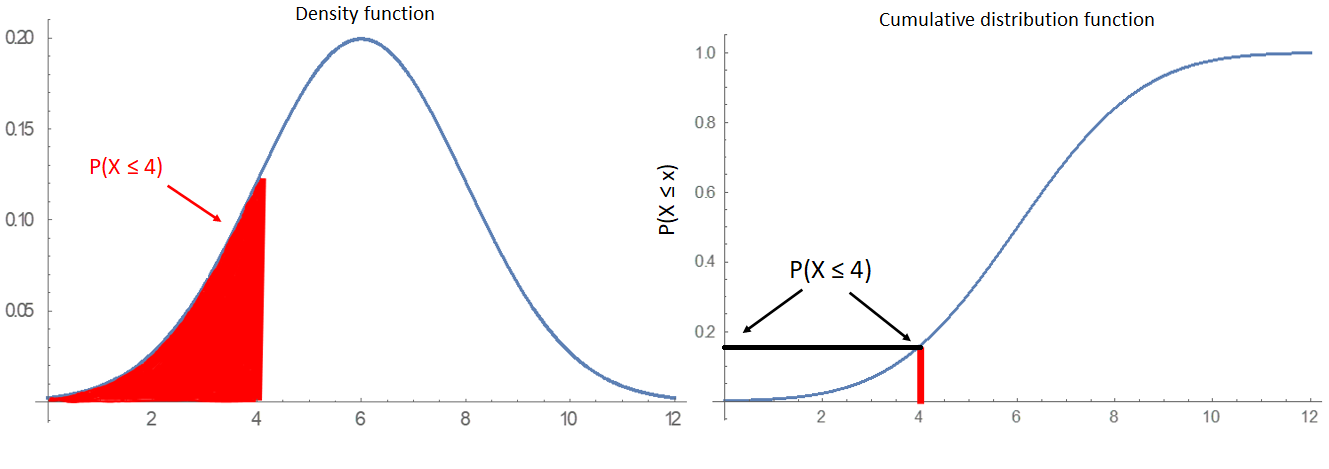 Density function
0.20
0.15
0.10
0.05
P(X ≤ 4)
2 4 6 8 10 12
Cumulative distribution function
1.0
0.8
0.6
0.4
0.2
P(X ≤ x)
P(X ≤ 4)
2 4 6 8 10 12